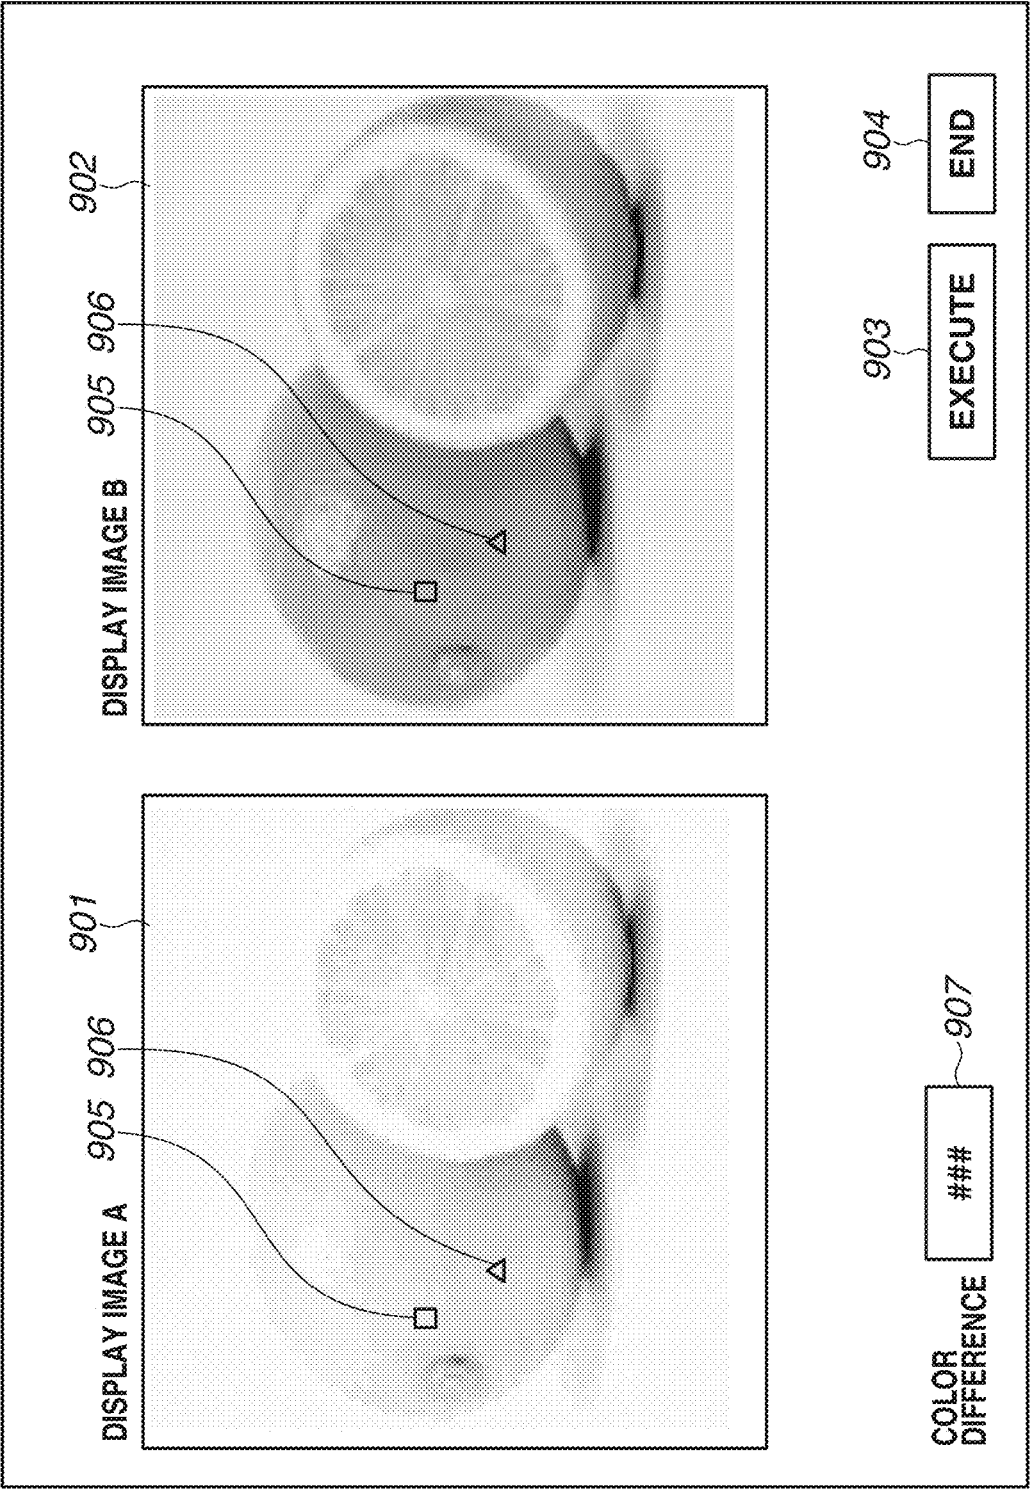 DISPLAY IMAGE A
905
906
901
DISPLAY IMAGE B
905
906
902
COLOR
DIFFERENCE
###
907
903
EXECUTE
904
END